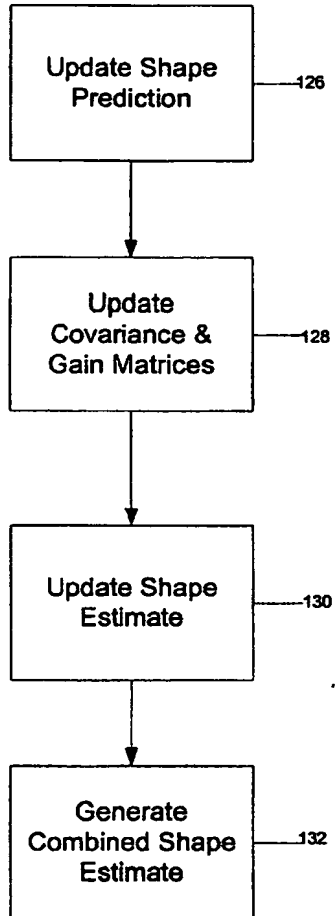 Update Shape
Prediction
126
Update
Covariance &
Gain Matrices
128
Update Shape
Estimate
130
Generate
Combined Shape
Estimate
132